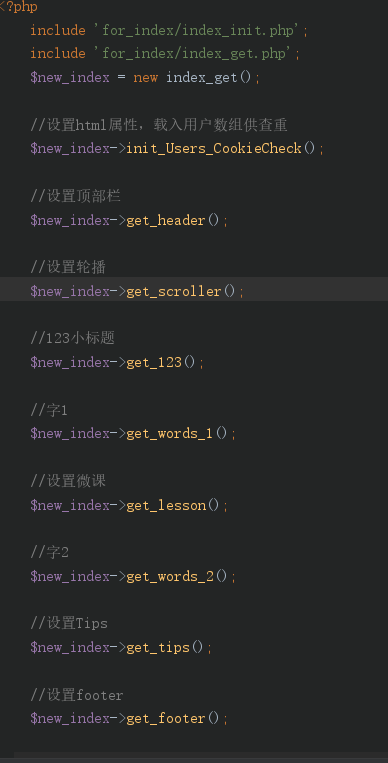 <?php
include 'for_index/index_init.php';
include 'for_index/index_get.php';
$new_index = new index_get();
//设置html属性，载入用户数组供查重
$new_index->init_Users_CookieCheck();
//设置顶部栏
$new_index->get_header();
//设置轮播
$new_index->get_scroller();
//123小标题
$new_index->get_123();
//字1
$new_index->get_words_1();
//设置微课
$new_index->get_lesson();
//字2
$new_index->get_words_2();
//设置Tips
$new_index->get_tips();
//设置footer
$new_index->get_footer();